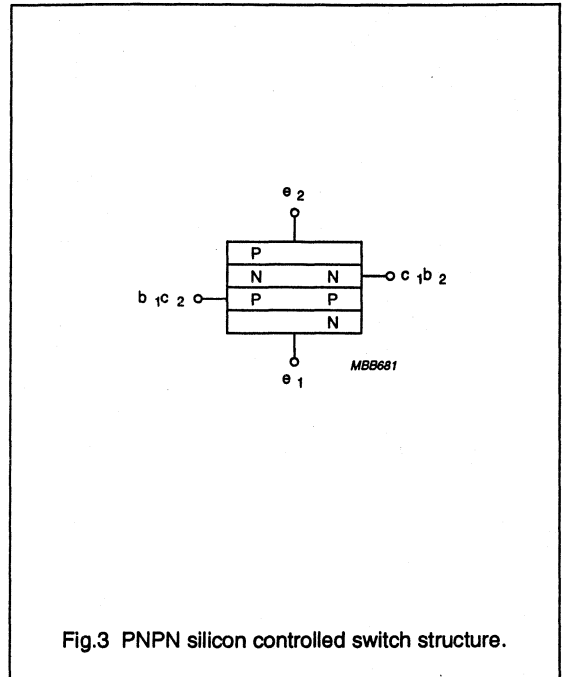 e 2
P
N N c 1b 2
b 1c 2 P P
N
MBB681
e 1
Fig.3 PNPN silicon controlled switch structure.